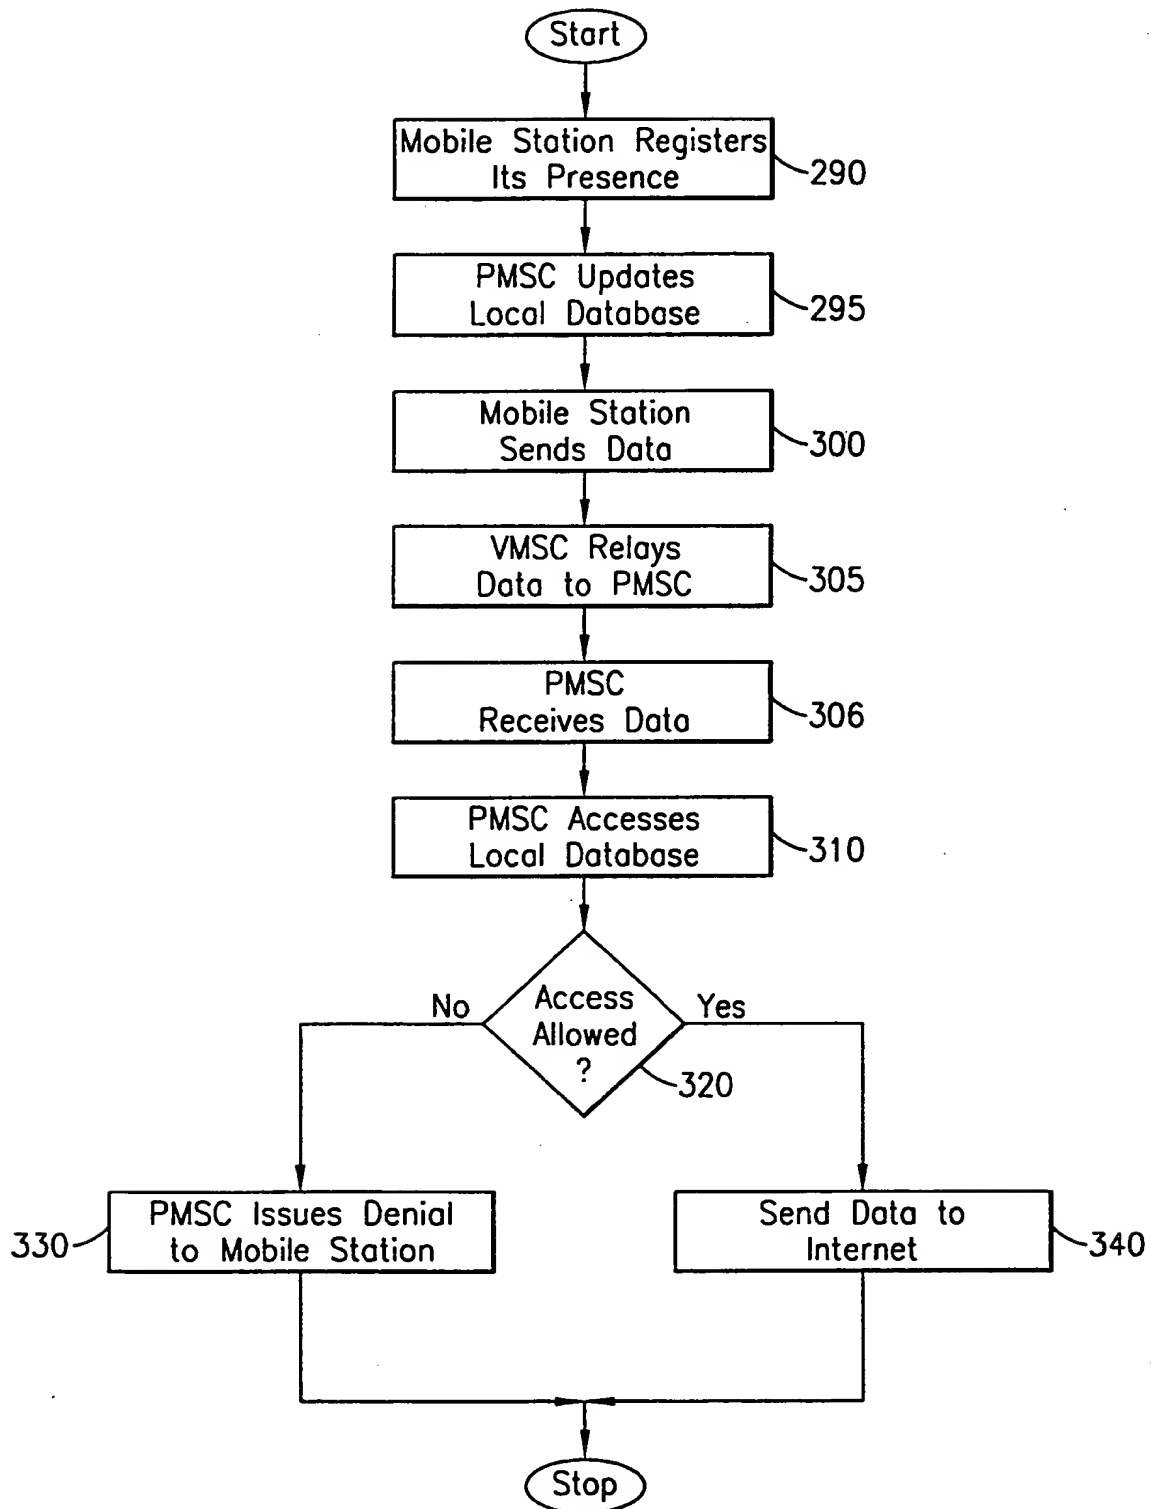 Start
Mobile Station Registers
Its Presence
290
PMSC Updates
Local Database
295
Mobile Station
Sends Data
300
VMSC Relays
Data to PMSC
305
PMSC
Receives Data
306
PMSC Accesses
Local Database
310
No
Access
Allowed
?
Yes
320
PMSC Issues Denial
to Mobile Station
330
Send Data to
Internet
340
Stop